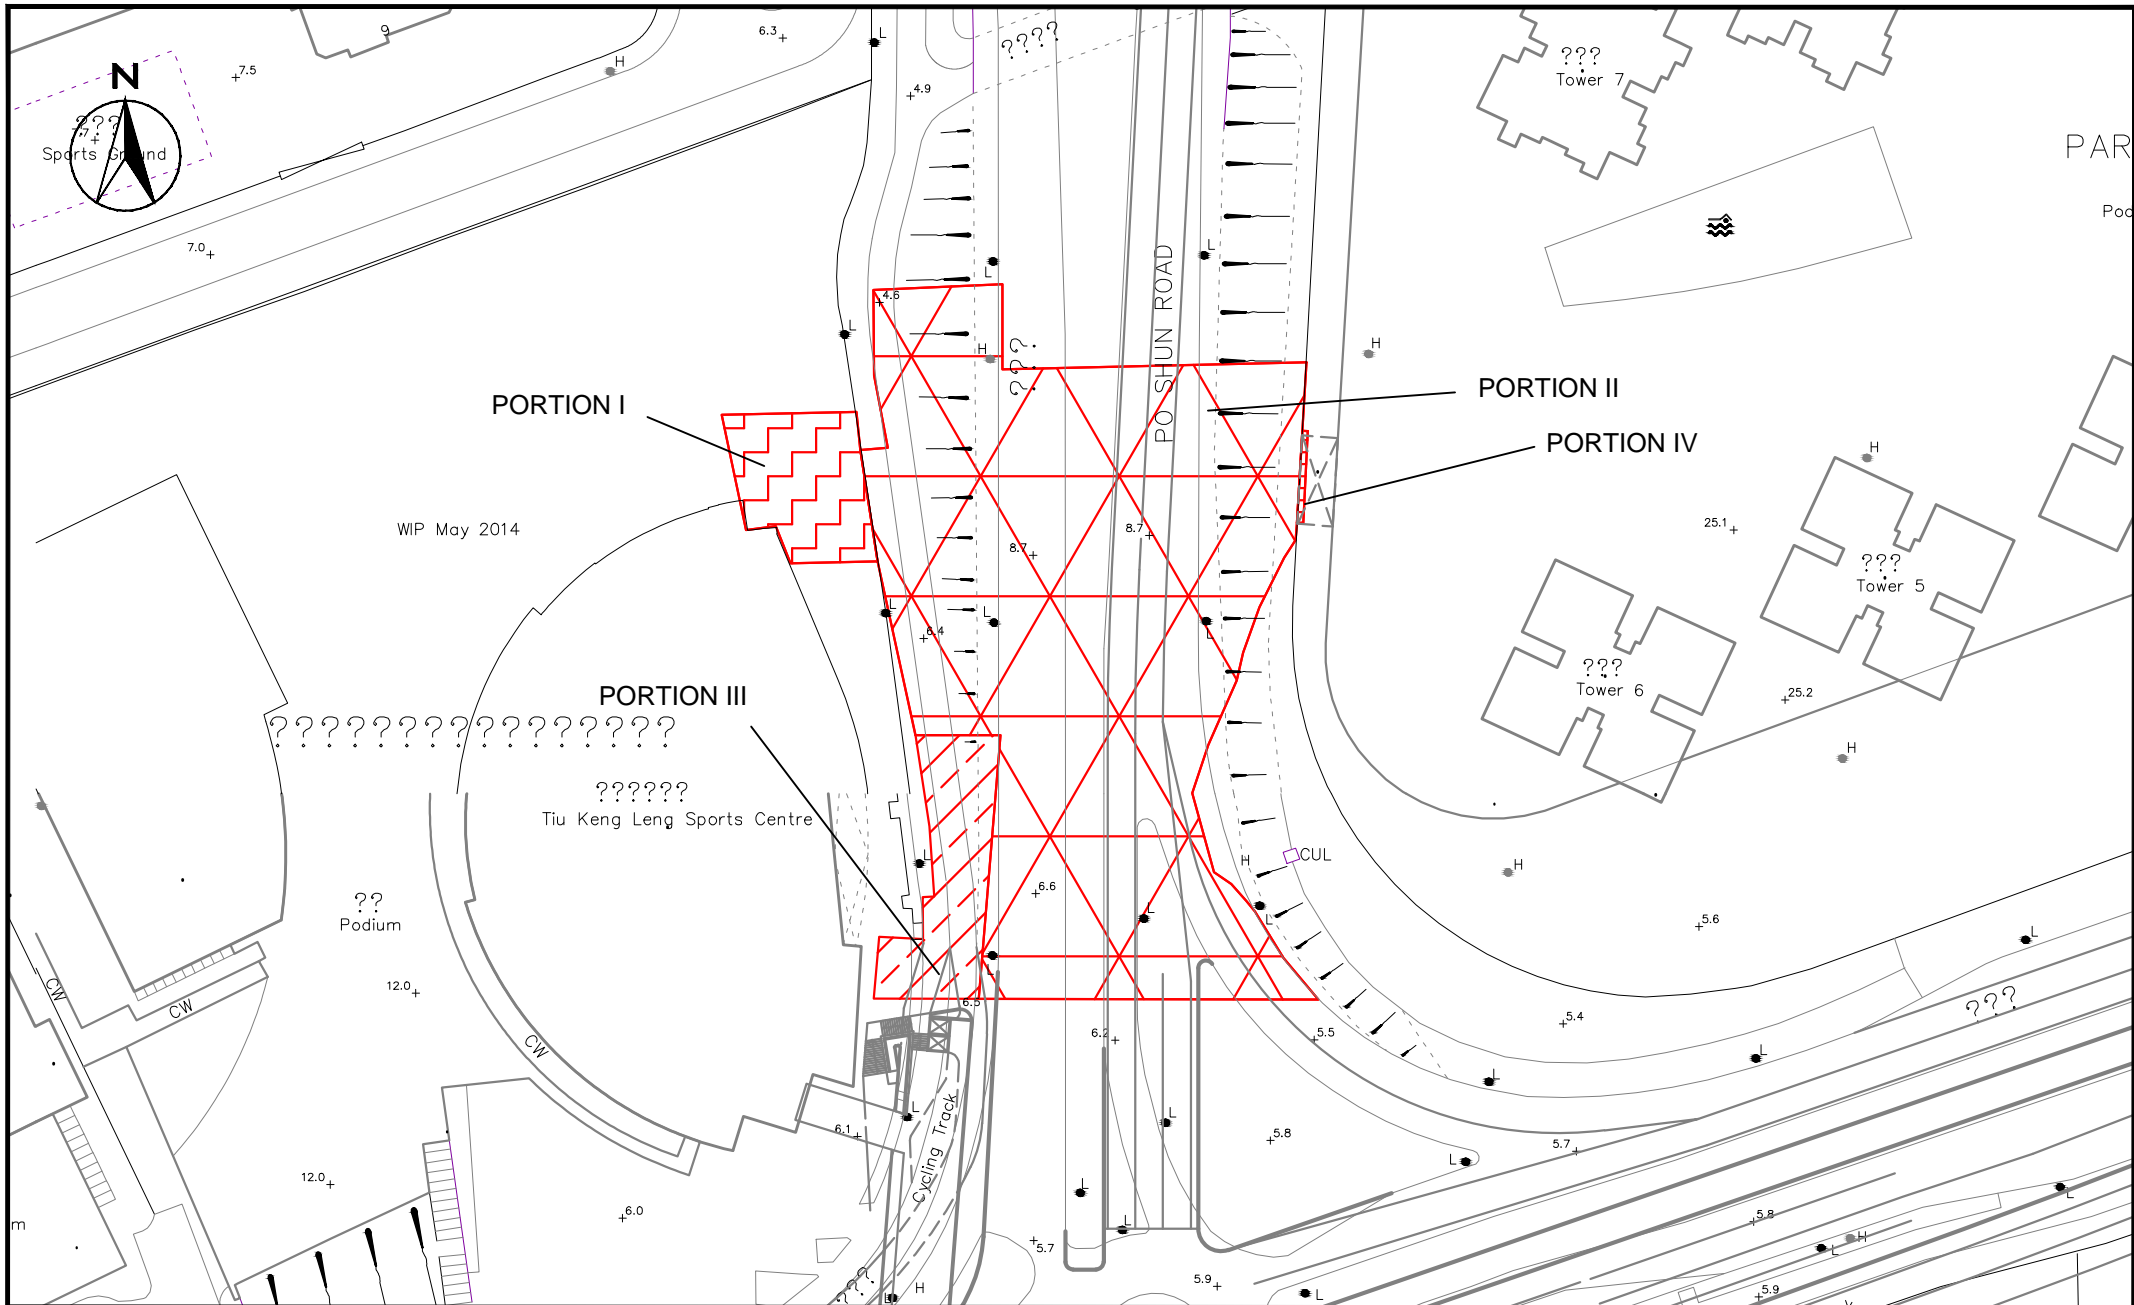 9
6.3
L
????
H
7.5
N
???
Tower 7
4.9
???
7.7
Sports Ground
PAR
Poo
7.0
L
L
PO SHUN ROAD
4.6
L
H
???.
H
PORTION II
PORTION I
PORTION IV
H
WIP May 2014
25.1
8.7
8.7
???
Tower 5
L
L
L
6.4
???
Tower 6
25.2
PORTION III
????????????????
H
??????
Tiu Keng Leng Sports Centre
L
H
CUL
H
6.6
??
Podium
L
L
5.6
L
L
12.0
CW
CW
6.5
???
5.4
6.2
5.5
CW
L
L
Cycling Track
L
L
6.1
5.8
5.7
L
12.0
L
L
m
6.0
L
5.8
5.7
L
H
???.
H
5.9
L
L
5.9